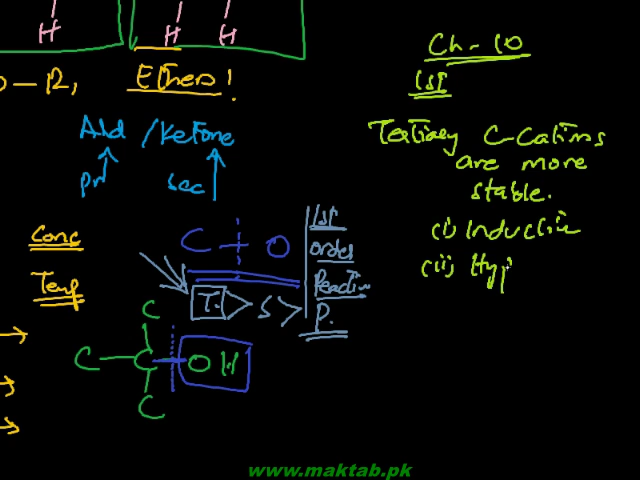 H H H
O-R, Ethers!
Ald / Ketone
Pri sec
Conc
Temp
C + O
T. > S > P.
1st
order
Reaction
C
C - C - OH
C
Ch-10
1st
Tertiary C-Cations
are more
stable.
(i) Inductive
(ii) Hyp
www.maktab.pk